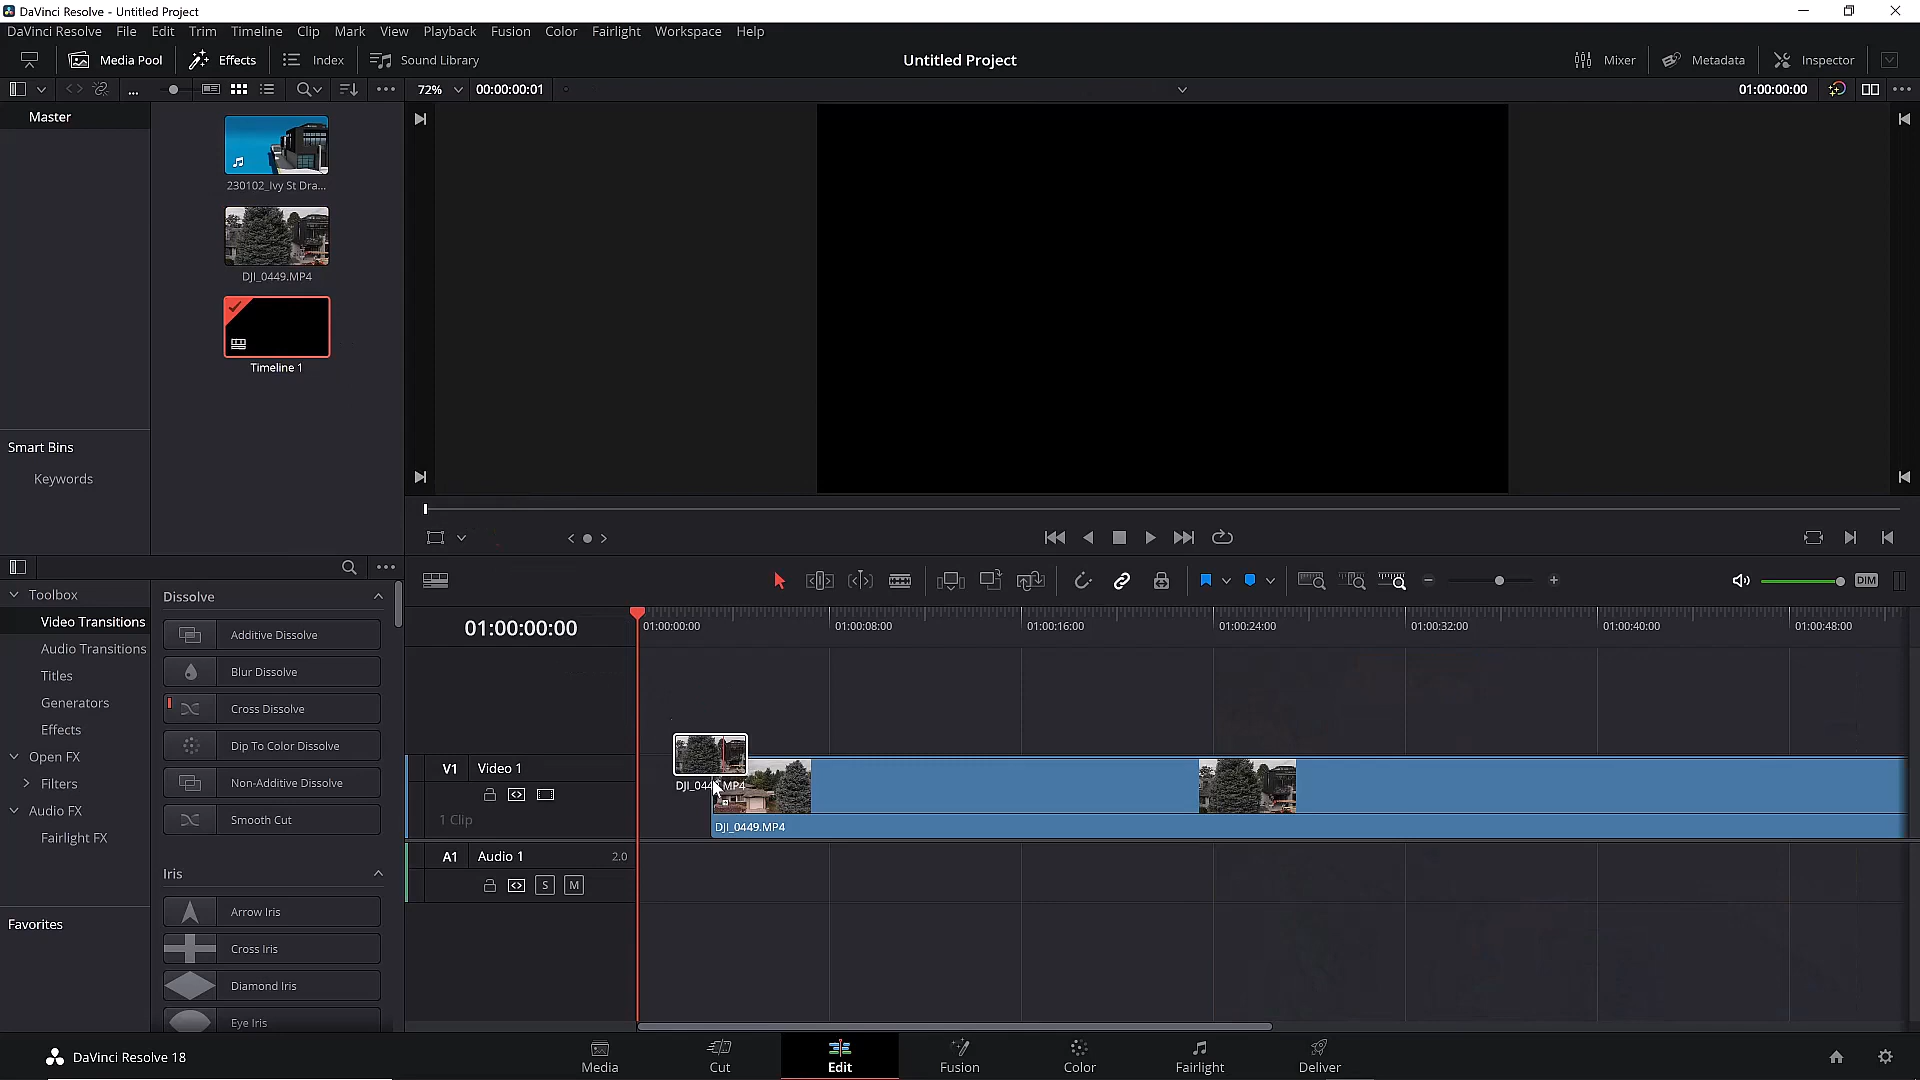 DaVinci Resolve - Untitled Project
DaVinci Resolve File Edit Trim Timeline Clip Mark View Playback Fusion Color Fairlight Workspace Help
Media Pool Effects Index Sound Library Untitled Project Mixer Metadata Inspector
... 72% 00:00:00:01 01:00:00:00
Master
230102_Ivy St Dra...
DJI_0449.MP4
Timeline 1
Smart Bins
Keywords
Toolbox
Video Transitions
Audio Transitions
Titles
Generators
Effects
Open FX
Filters
Audio FX
Fairlight FX
Favorites
Dissolve
Additive Dissolve
Blur Dissolve
Cross Dissolve
Dip To Color Dissolve
Non-Additive Dissolve
Smooth Cut
Iris
Arrow Iris
Cross Iris
Diamond Iris
Eye Iris
DIM
01:00:00:00
01:00:00:00 01:00:08:00 01:00:16:00 01:00:24:00 01:00:32:00 01:00:40:00 01:00:48:00
V1 Video 1
1 Clip
DJI_0449.MP4
A1 Audio 1 2.0
S M
DaVinci Resolve 18
Media Cut Edit Fusion Color Fairlight Deliver